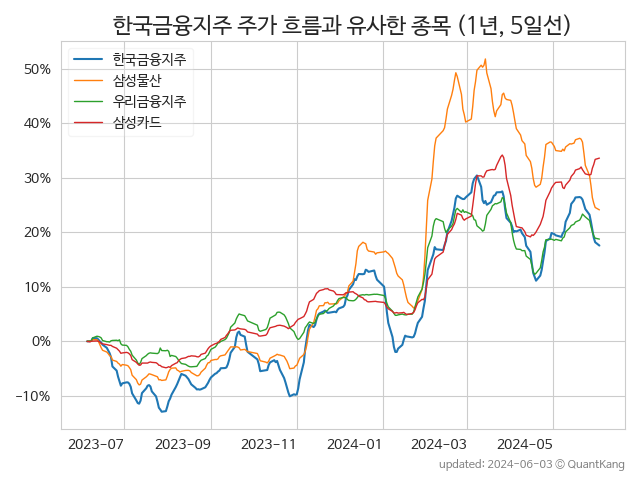 한국금융지주 주가 흐름과 유사한 종목 (1년, 5일선)
한국금융지주
삼성물산
우리금융지주
삼성카드
50%
40%
30%
20%
10%
0%
−10%
2023-07 2023-09 2023-11 2024-01 2024-03 2024-05
updated: 2024-06-03 © QuantKang